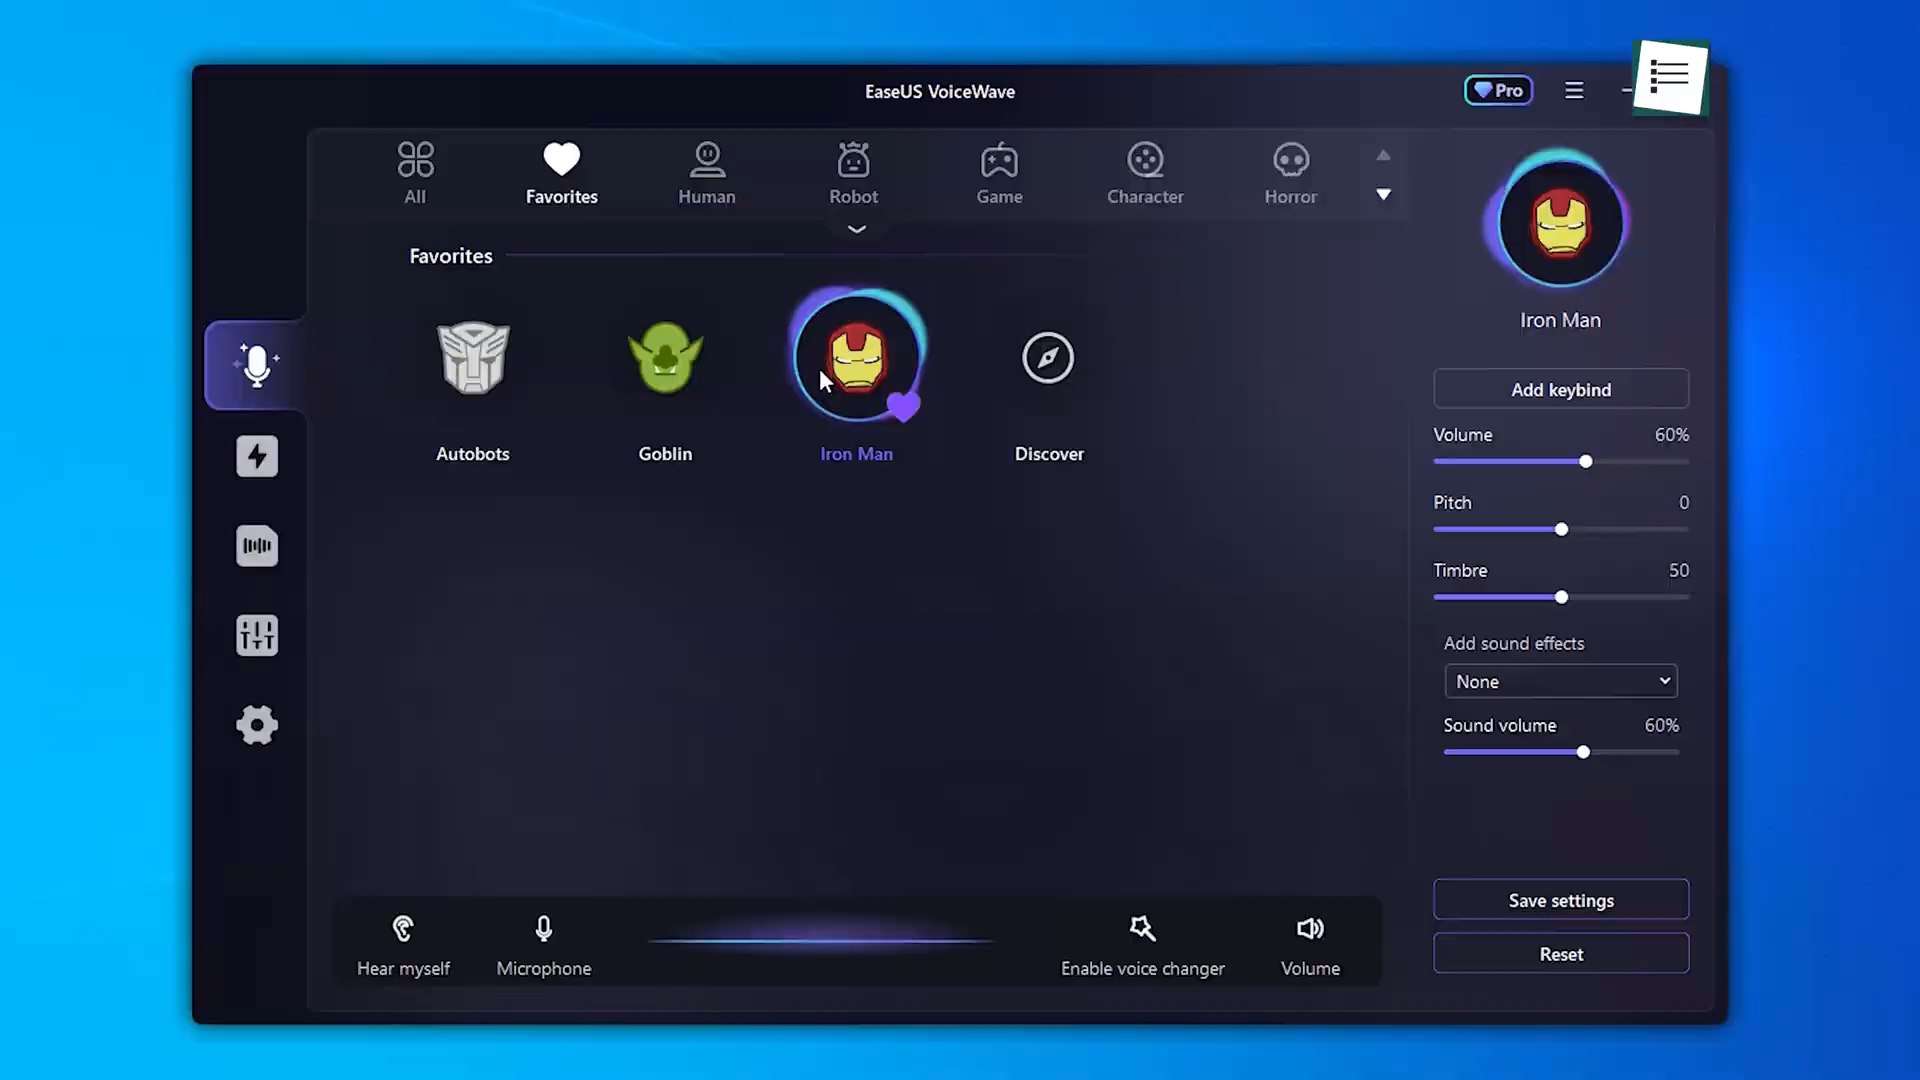 EaseUS VoiceWave
Pro
All
Favorites
Human
Robot
Game
Character
Horror
Favorites
Autobots
Goblin
Iron Man
Discover
Iron Man
Add keybind
Volume 60%
Pitch 0
Timbre 50
Add sound effects
None
Sound volume 60%
Save settings
Reset
Hear myself
Microphone
Enable voice changer
Volume